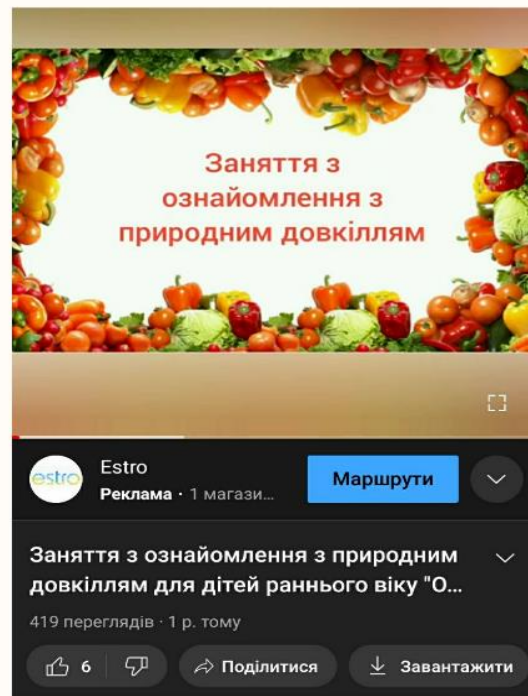 Заняття з
ознайомлення з
природним довкіллям
estro
Estro
Реклама · 1 магази...
Маршрути
Заняття з ознайомлення з природним
довкіллям для дітей раннього віку "О...
419 переглядів · 1 р. тому
6
Поділитися
Завантажити